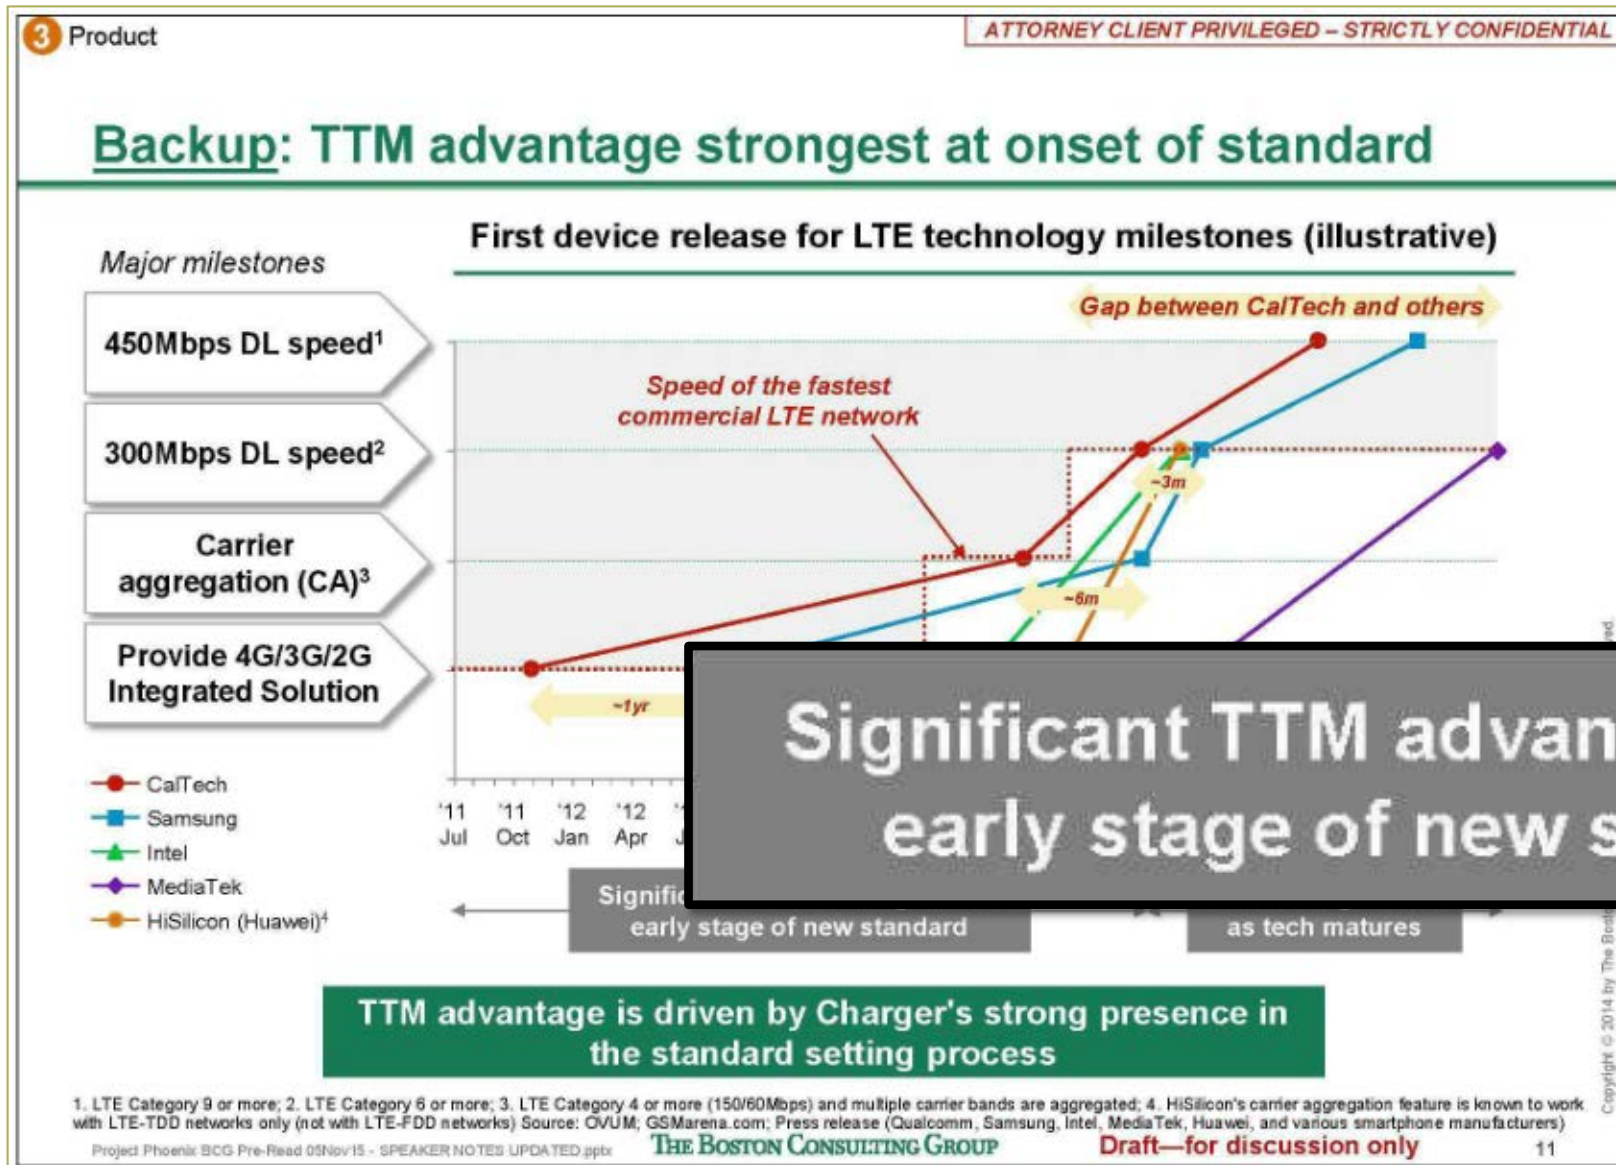 3 Product
ATTORNEY CLIENT PRIVILEGED – STRICTLY CONFIDENTIAL
Backup: TTM advantage strongest at onset of standard
First device release for LTE technology milestones (illustrative)
Major milestones
Gap between CalTech and others
450Mbps DL speed1
Speed of the fastest
commercial LTE network
300Mbps DL speed2
~3m
Carrier
aggregation (CA)3
~6m
Provide 4G/3G/2G
Integrated Solution
~1yr
Significant TTM advan
early stage of new s
CalTech
Samsung
Intel
MediaTek
HiSilicon (Huawei)4
'11 '11 '12 '12
Jul Oct Jan Apr J
Signific
early stage of new standard
as tech matures
TTM advantage is driven by Charger's strong presence in
the standard setting process
1. LTE Category 9 or more; 2. LTE Category 6 or more; 3. LTE Category 4 or more (150/60Mbps) and multiple carrier bands are aggregated; 4. HiSilicon's carrier aggregation feature is known to work
with LTE-TDD networks only (not with LTE-FDD networks) Source: OVUM; GSMarena.com; Press release (Qualcomm, Samsung, Intel, MediaTek, Huawei, and various smartphone manufacturers)
Project Phoenix BCG Pre-Read 05Nov15 - SPEAKER NOTES UPDATED.pptx
THE BOSTON CONSULTING GROUP
Draft—for discussion only
11
Copyright © 2014 by The Bost